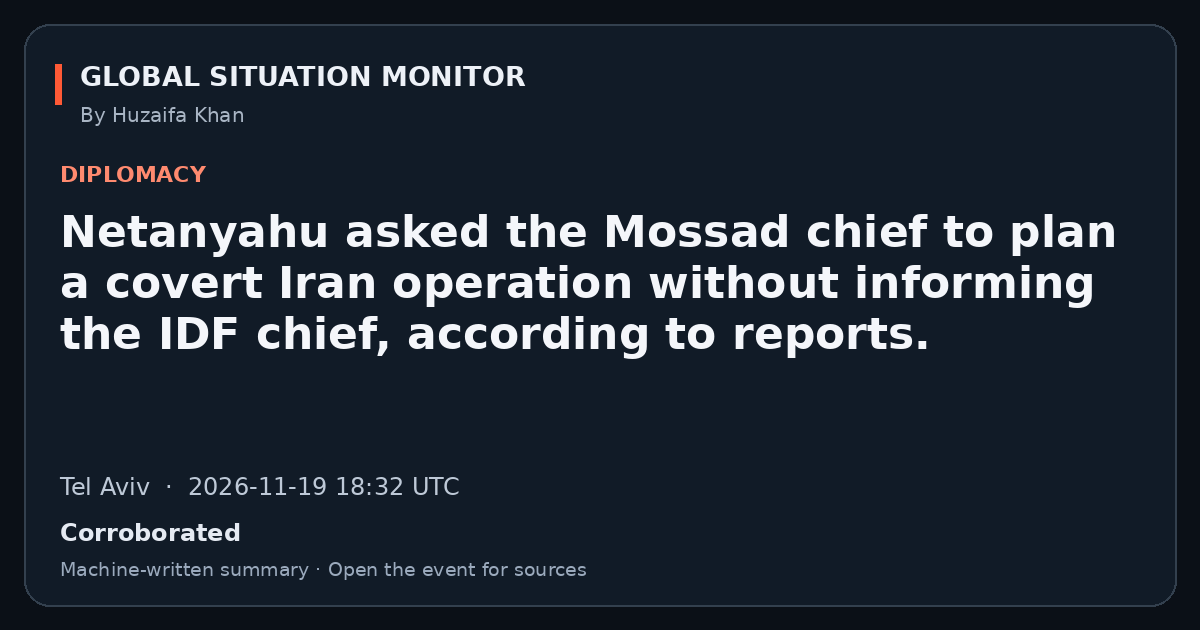 GLOBAL SITUATION MONITOR
By Huzaifa Khan
DIPLOMACY
Netanyahu asked the Mossad chief to plan
a covert Iran operation without informing
the IDF chief, according to reports.
Tel Aviv · 2026-11-19 18:32 UTC
Corroborated
Machine-written summary · Open the event for sources